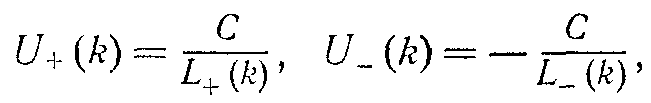 U₊(k) = C / L₊(k), U₋(k) = − C / L₋(k),